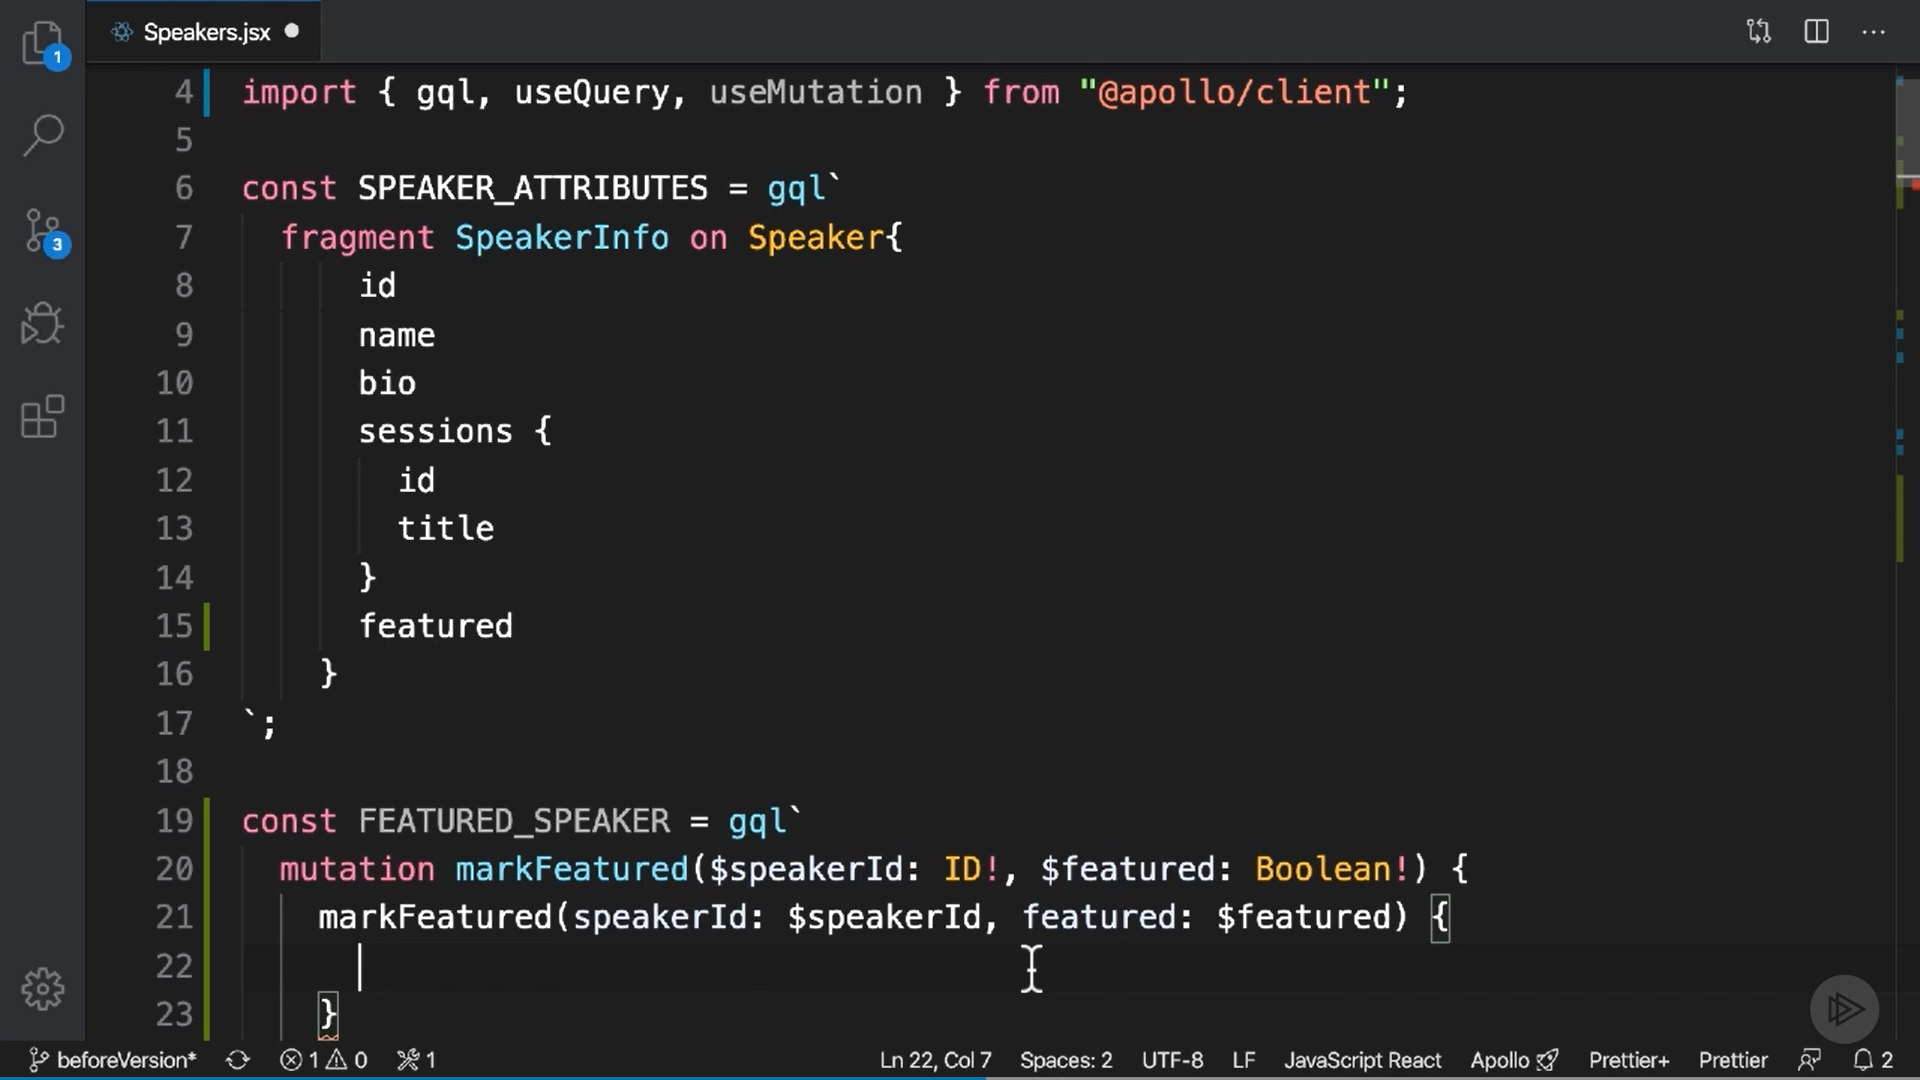 Speakers.jsx
1
3
4 import { gql, useQuery, useMutation } from "@apollo/client";
5
6 const SPEAKER_ATTRIBUTES = gql`
7 fragment SpeakerInfo on Speaker{
8 id
9 name
10 bio
11 sessions {
12 id
13 title
14 }
15 featured
16 }
17 `;
18
19 const FEATURED_SPEAKER = gql`
20 mutation markFeatured($speakerId: ID!, $featured: Boolean!) {
21 markFeatured(speakerId: $speakerId, featured: $featured) {
22
23 }
beforeVersion* 1 0 1 Ln 22, Col 7 Spaces: 2 UTF-8 LF JavaScript React Apollo Prettier+ Prettier 2